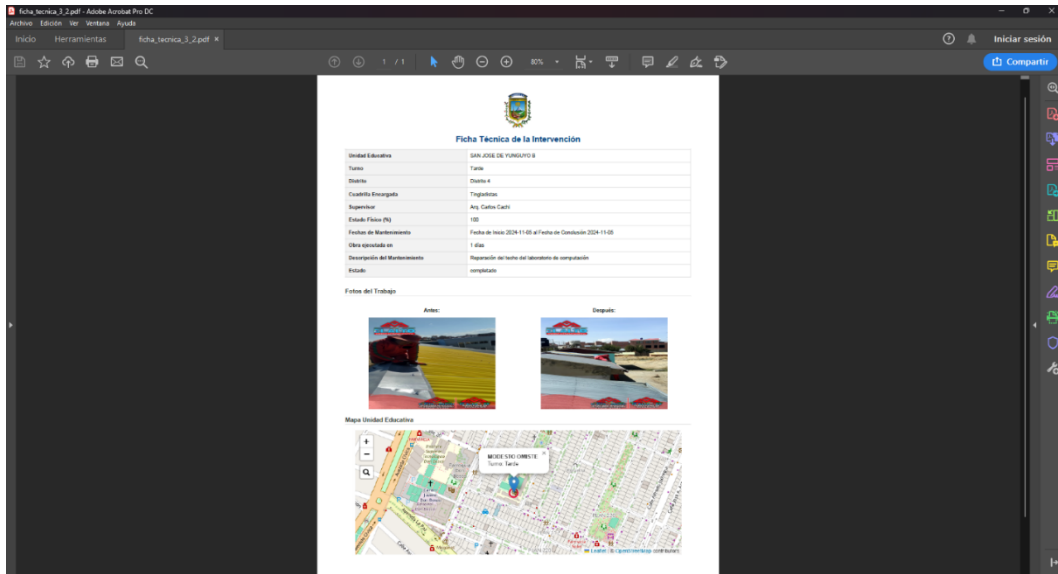 ficha_tecnica_3_2.pdf - Adobe Acrobat Pro DC
Archivo Edición Ver Ventana Ayuda
Inicio Herramientas ficha_tecnica_3_2.pdf × Iniciar sesión
1 / 1 80% Compartir
Ficha Técnica de la Intervención
Unidad Educativa SAN JOSE DE YUNGUYO B
Turno Tarde
Distrito Distrito 4
Cuadrilla Encargada Tinglados
Supervisor Arq. Carlos Cachi
Estado Físico (%) 100
Fechas de Mantenimiento Fecha de Inicio 2024-11-05 al Fecha de Conclusión 2024-11-05
Obra ejecutada en 1 días
Descripción del Mantenimiento Reparación del techo del laboratorio de computación
Estado completado
Fotos del Trabajo
Antes: Después:
Mapa Unidad Educativa
+
−
MODESTO OMISTE ×
Turno: Tarde
Leaflet | © OpenStreetMap contributors